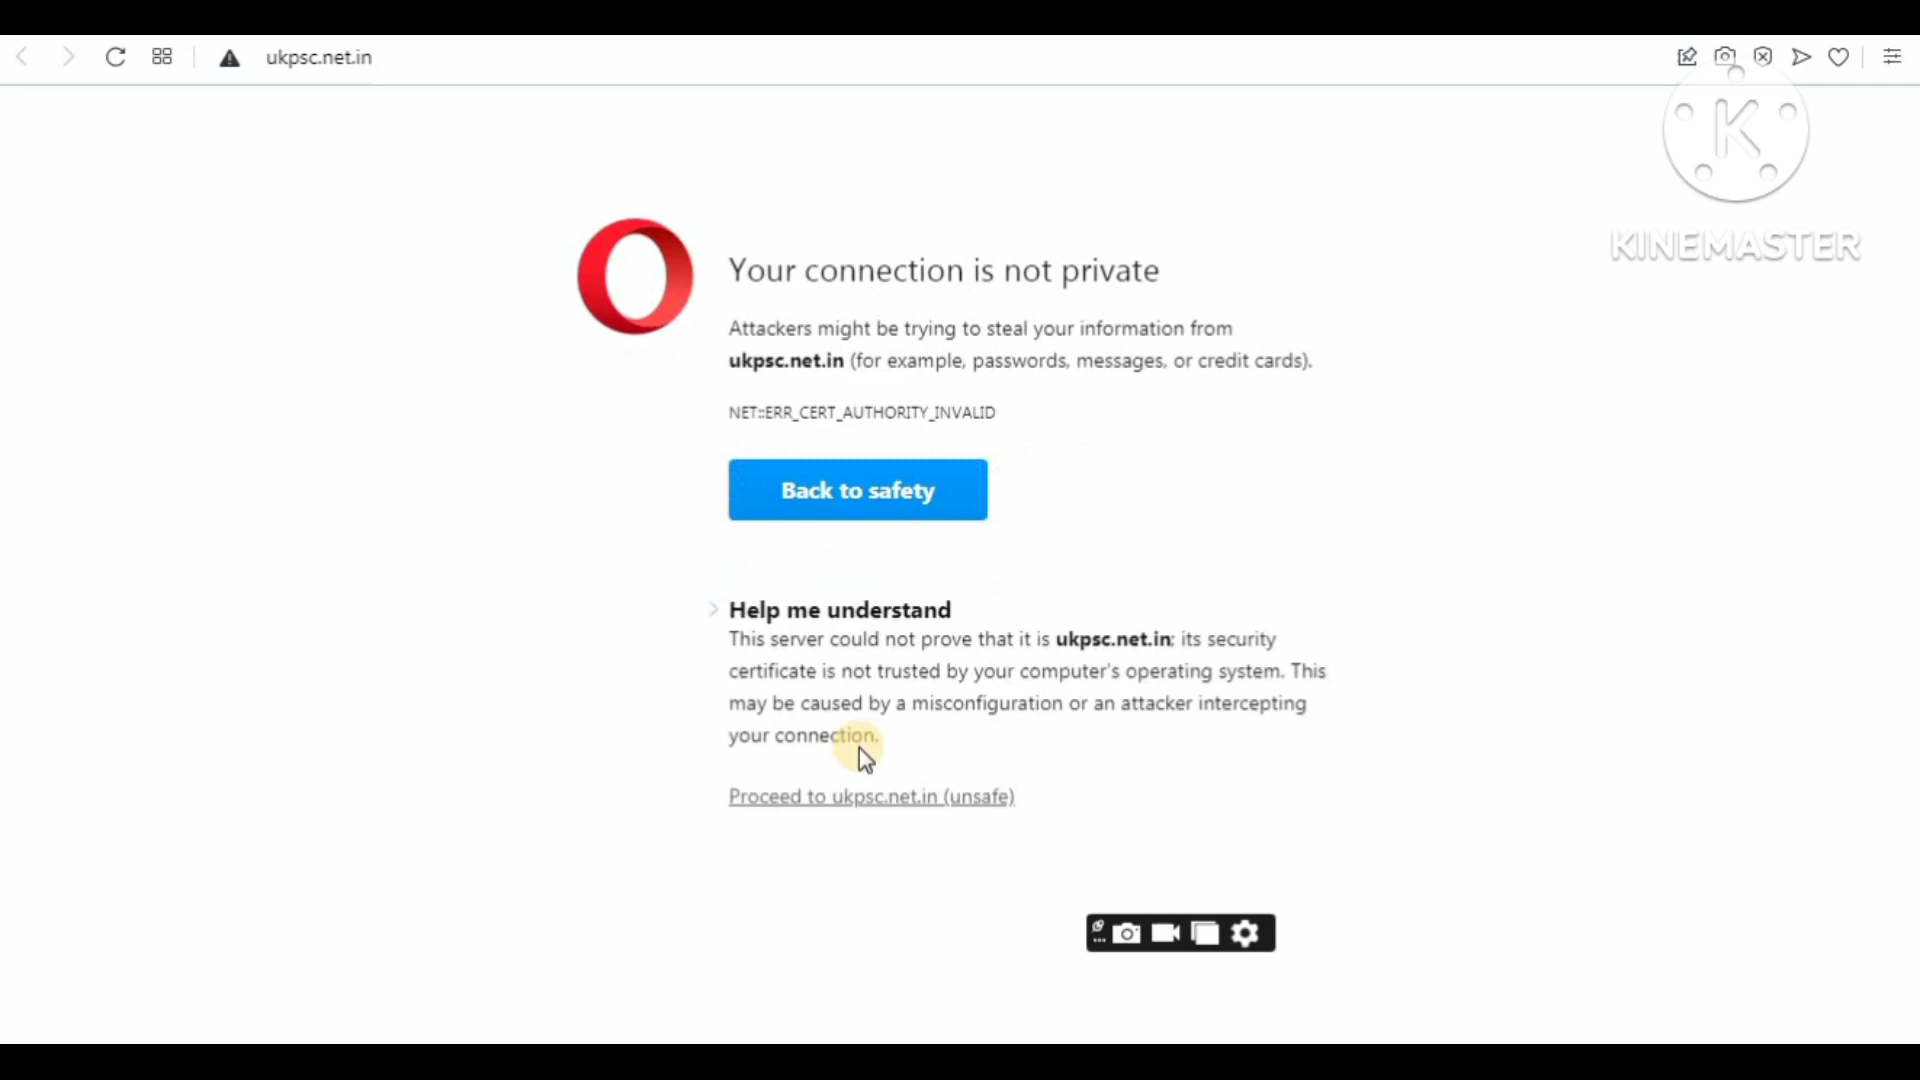 ukpsc.net.in
K
KINEMASTER
Your connection is not private
Attackers might be trying to steal your information from
ukpsc.net.in (for example, passwords, messages, or credit cards).
NET::ERR_CERT_AUTHORITY_INVALID
Back to safety
Help me understand
This server could not prove that it is ukpsc.net.in; its security
certificate is not trusted by your computer's operating system. This
may be caused by a misconfiguration or an attacker intercepting
your connection.
Proceed to ukpsc.net.in (unsafe)